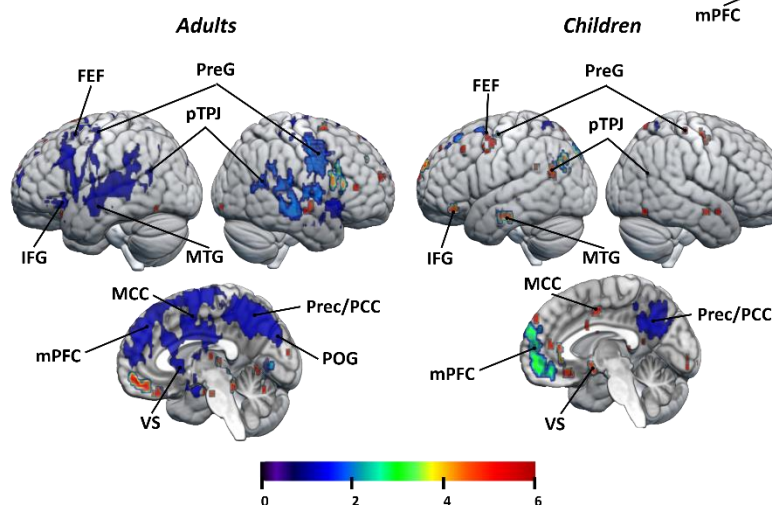 mPFC
Adults
Children
FEF
PreG
pTPJ
IFG
MTG
FEF
PreG
pTPJ
IFG
MTG
MCC
Prec/PCC
mPFC
POG
VS
MCC
Prec/PCC
mPFC
VS
0 2 4 6